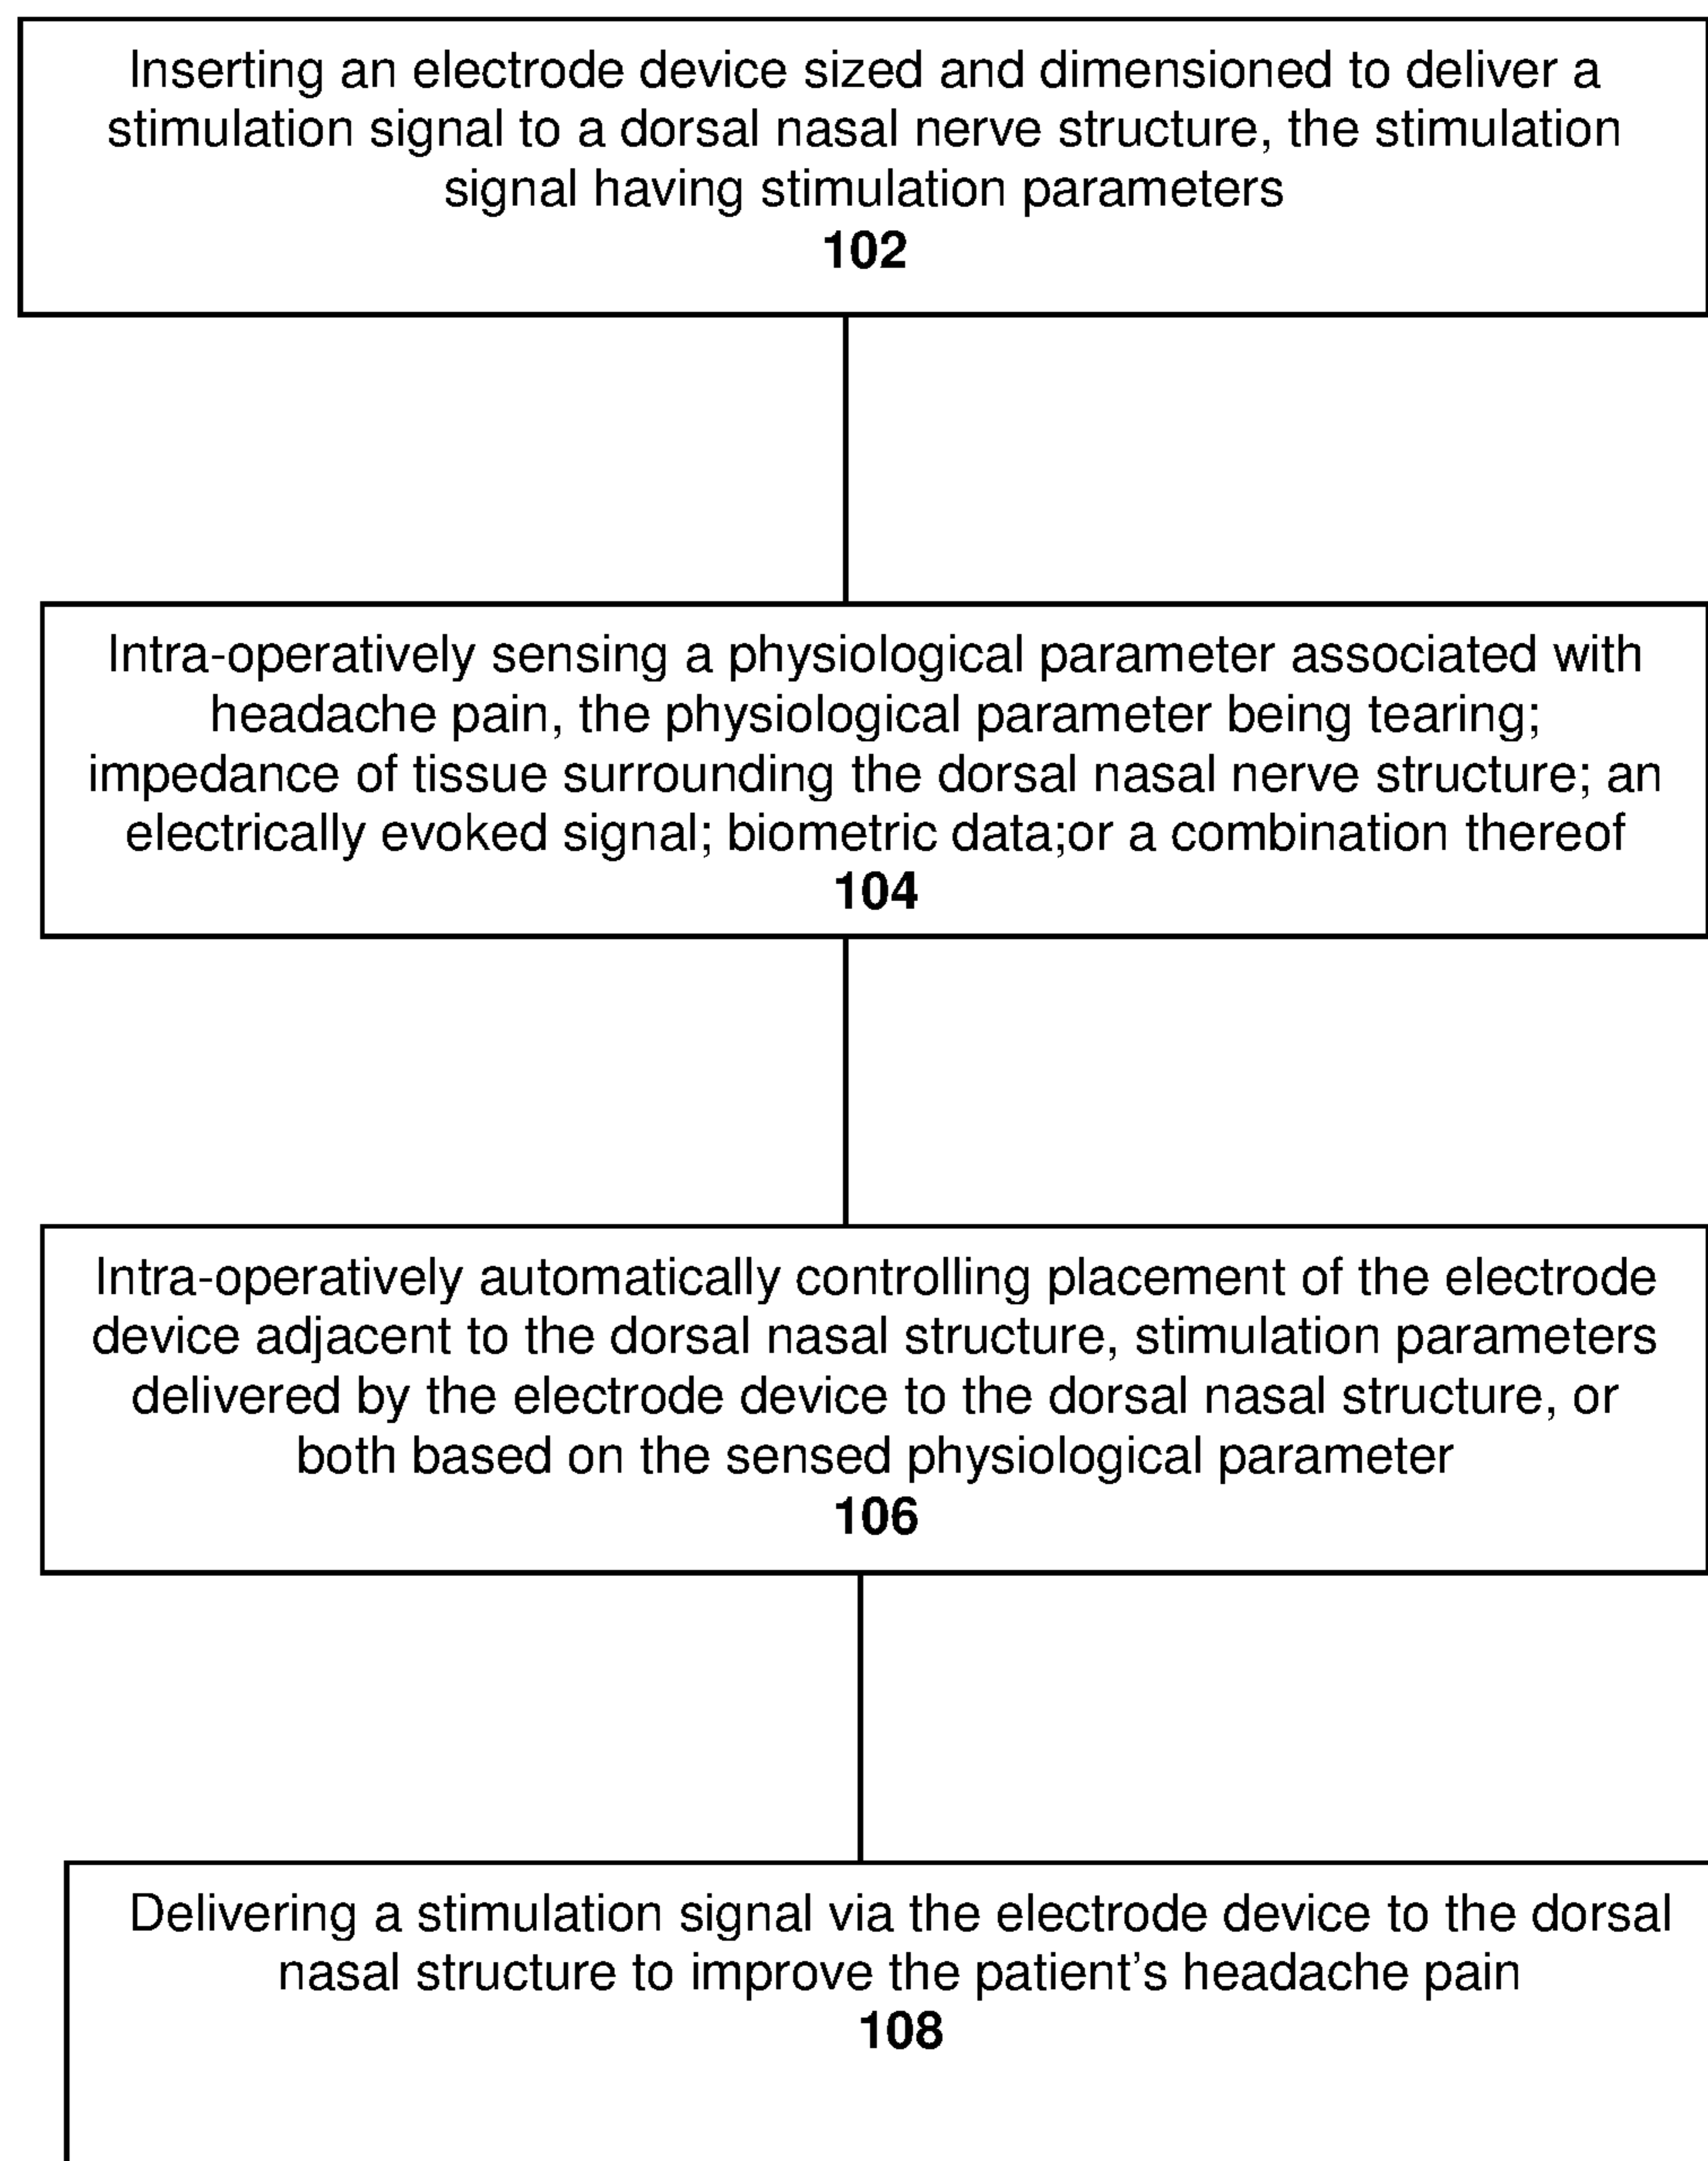 Inserting an electrode device sized and dimensioned to deliver a
stimulation signal to a dorsal nasal nerve structure, the stimulation
signal having stimulation parameters
102
Intra-operatively sensing a physiological parameter associated with
headache pain, the physiological parameter being tearing;
impedance of tissue surrounding the dorsal nasal nerve structure; an
electrically evoked signal; biometric data;or a combination thereof
104
Intra-operatively automatically controlling placement of the electrode
device adjacent to the dorsal nasal structure, stimulation parameters
delivered by the electrode device to the dorsal nasal structure, or
both based on the sensed physiological parameter
106
Delivering a stimulation signal via the electrode device to the dorsal
nasal structure to improve the patient’s headache pain
108